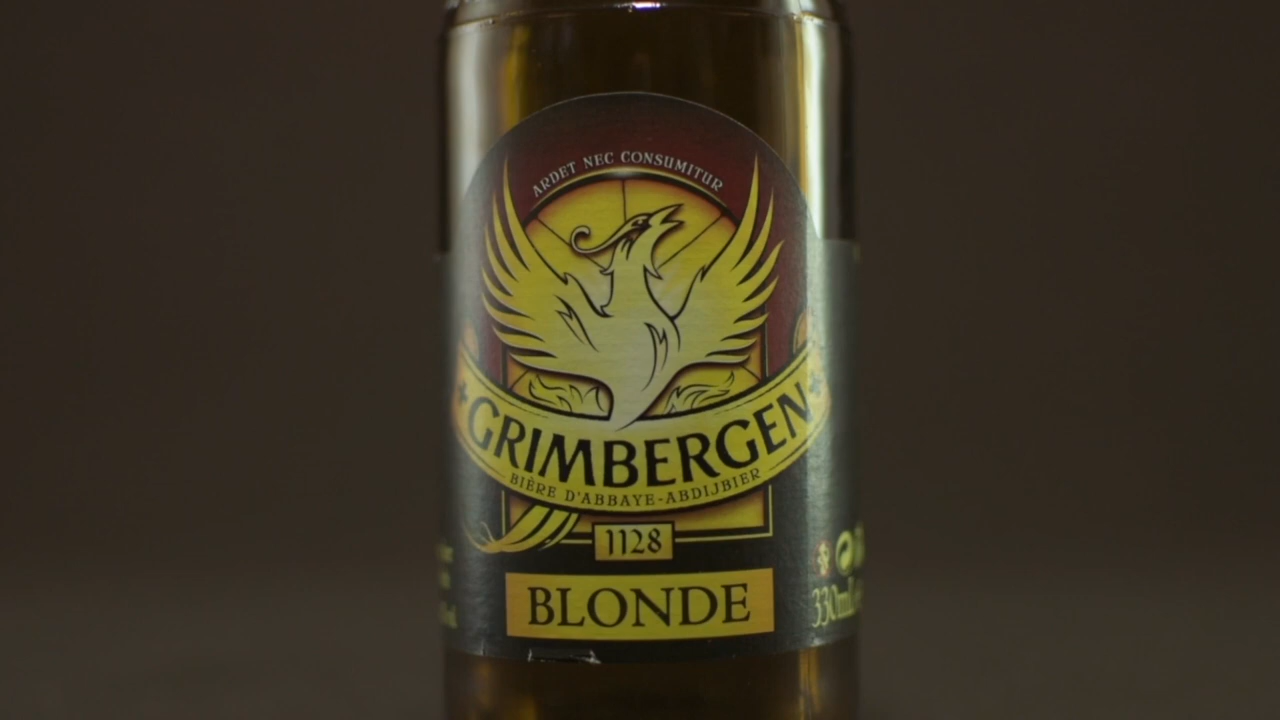 ARDET NEC CONSUMITUR
GRIMBERGEN
BIÈRE D'ABBAYE-ABDIJBIER
1128
BLONDE
330ml